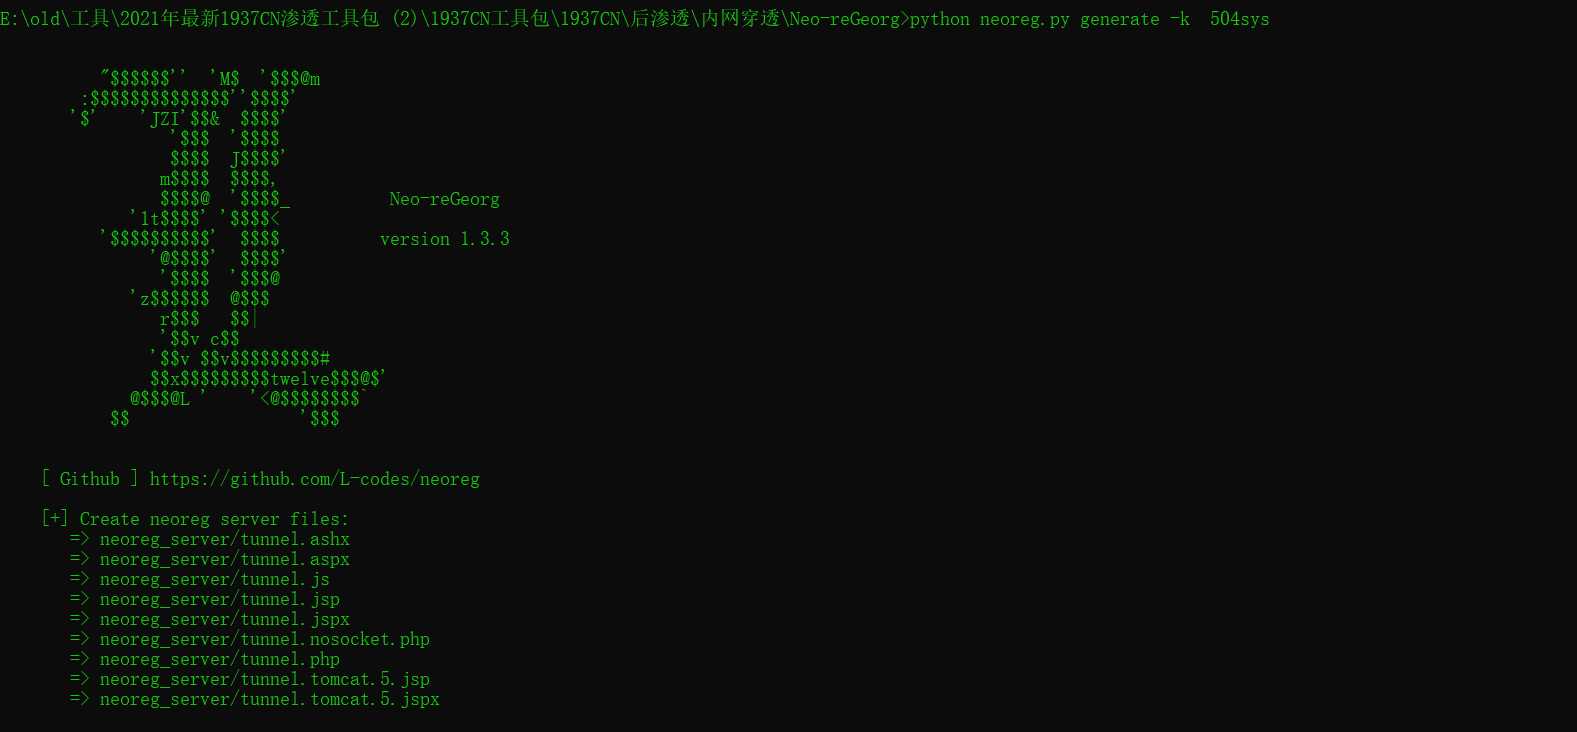 E:\old\工具\2021年最新1937CN渗透工具包 (2)\1937CN工具包\1937CN\后渗透\内网穿透\Neo-reGeorg>python neoreg.py generate -k  504sys
          "$$$$$$''  'M$  '$$$@m
        :$$$$$$$$$$$$$$''$$$$'
       '$'    'JZI'$$&  $$$$'
                 '$$$  '$$$$
                 $$$$  J$$$$'
                m$$$$  $$$$,
                $$$$@  '$$$$_          Neo-reGeorg
             '1t$$$$' '$$$$<
          '$$$$$$$$$$'  $$$$          version 1.3.3
               '@$$$$'  $$$$'
                '$$$$  '$$$@
             'z$$$$$$  @$$$
                r$$$   $$|
                '$$v c$$
               '$$v $$v$$$$$$$$$#
               $$x$$$$$$$$$twelve$$$@$'
             @$$$@L '    '<@$$$$$$$$`
           $$                 '$$$
    [ Github ] https://github.com/L-codes/neoreg
    [+] Create neoreg server files:
       => neoreg_server/tunnel.ashx
       => neoreg_server/tunnel.aspx
       => neoreg_server/tunnel.js
       => neoreg_server/tunnel.jsp
       => neoreg_server/tunnel.jspx
       => neoreg_server/tunnel.nosocket.php
       => neoreg_server/tunnel.php
       => neoreg_server/tunnel.tomcat.5.jsp
       => neoreg_server/tunnel.tomcat.5.jspx